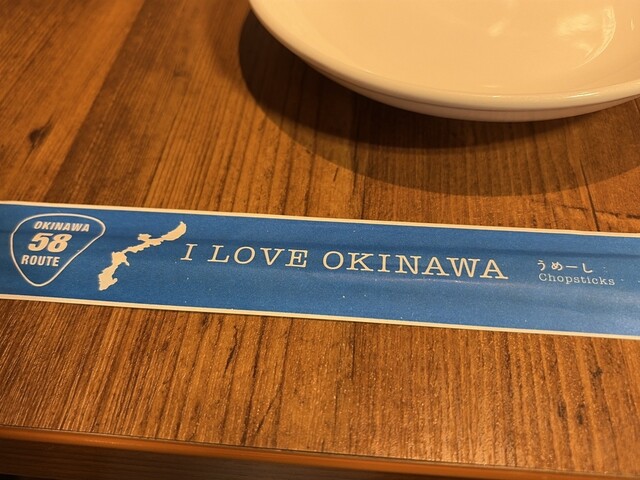 OKINAWA
58
ROUTE
I LOVE OKINAWA
うめーし
Chopsticks